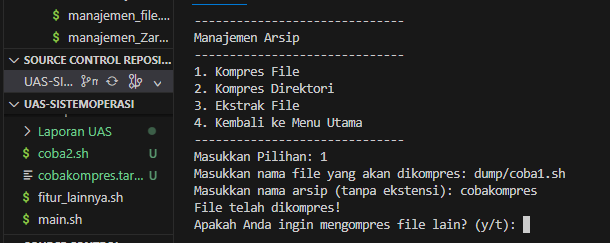 manajemen_file....
manajemen_Zar...
SOURCE CONTROL REPOSI...
UAS-SI...
UAS-SISTEMOPERASI
Laporan UAS
coba2.sh U
cobakompres.tar... U
fitur_lainnya.sh
main.sh
------------------------------
Manajemen Arsip
------------------------------
1. Kompres File
2. Kompres Direktori
3. Ekstrak File
4. Kembali ke Menu Utama
------------------------------
Masukkan Pilihan: 1
Masukkan nama file yang akan dikompres: dump/coba1.sh
Masukkan nama arsip (tanpa ekstensi): cobakompres
File telah dikompres!
Apakah Anda ingin mengompres file lain? (y/t):